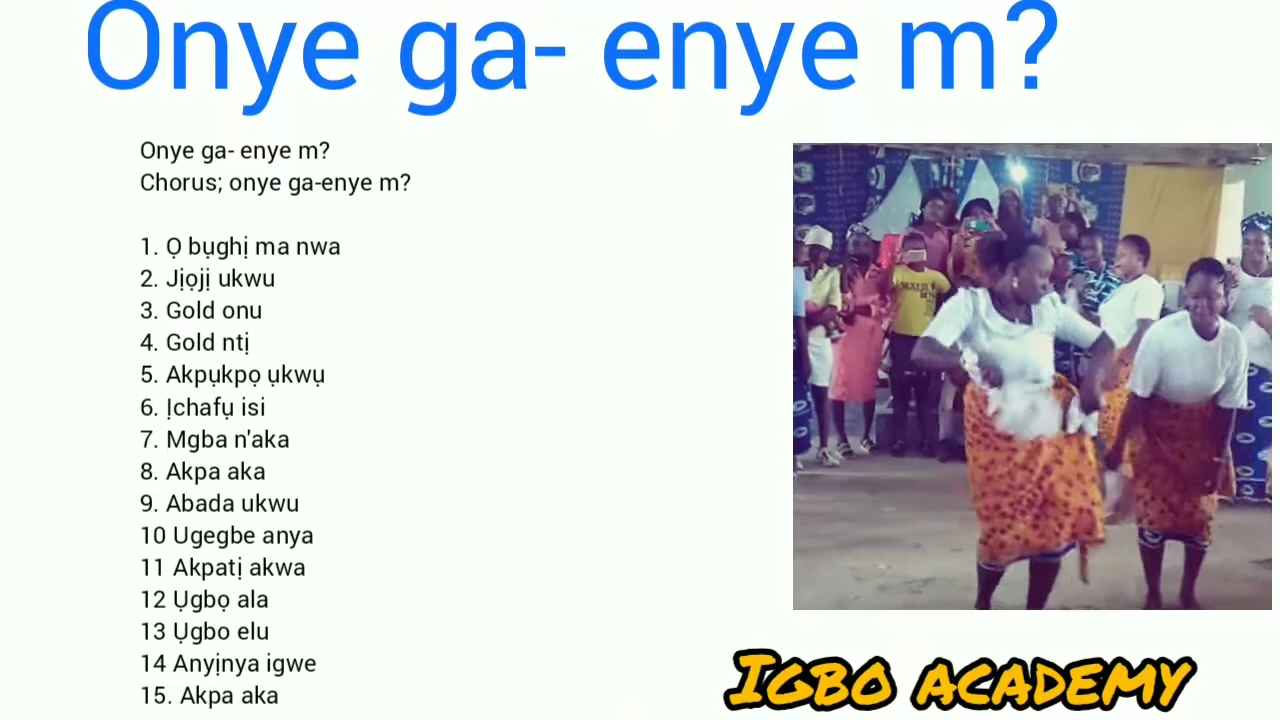 Onye ga- enye m?
Onye ga- enye m?
Chorus; onye ga-enye m?
1. Ọ bụghị ma nwa
2. Jịọjị ukwu
3. Gold onu
4. Gold ntị
5. Akpụkpọ ụkwụ
6. Ịchafụ isi
7. Mgba n'aka
8. Akpa aka
9. Abada ukwu
10 Ugegbe anya
11 Akpatị akwa
12 Ụgbọ ala
13 Ụgbo elu
14 Anyịnya igwe
15. Akpa aka
IGBO ACADEMY